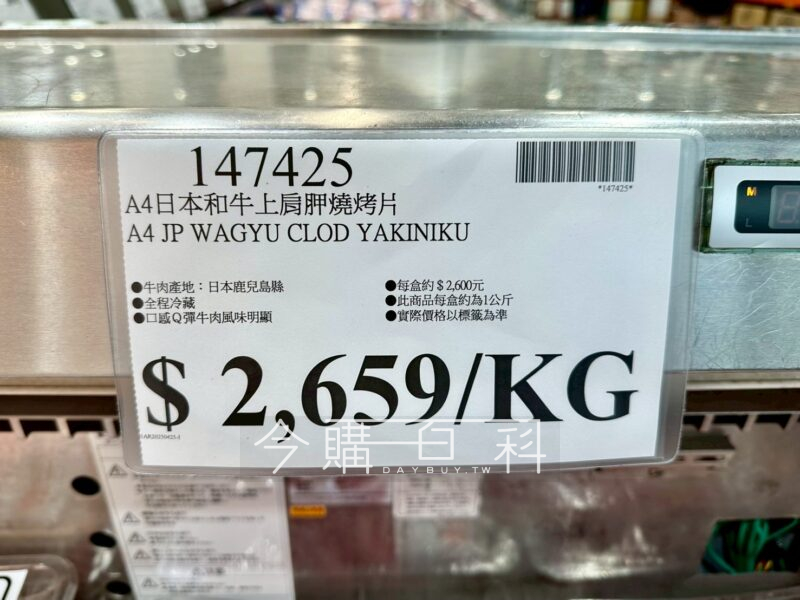 147425
*147425*
A4日本和牛上肩胛燒烤片
A4 JP WAGYU CLOD YAKINIKU
●牛肉產地：日本鹿兒島縣
●全程冷藏
●口感Q彈牛肉風味明顯
●每盒約 $ 2,600元
●此商品每盒約為1公斤
●實際價格以標籤為準
$ 2,659/KG
今購百科
DAYBUY.TW